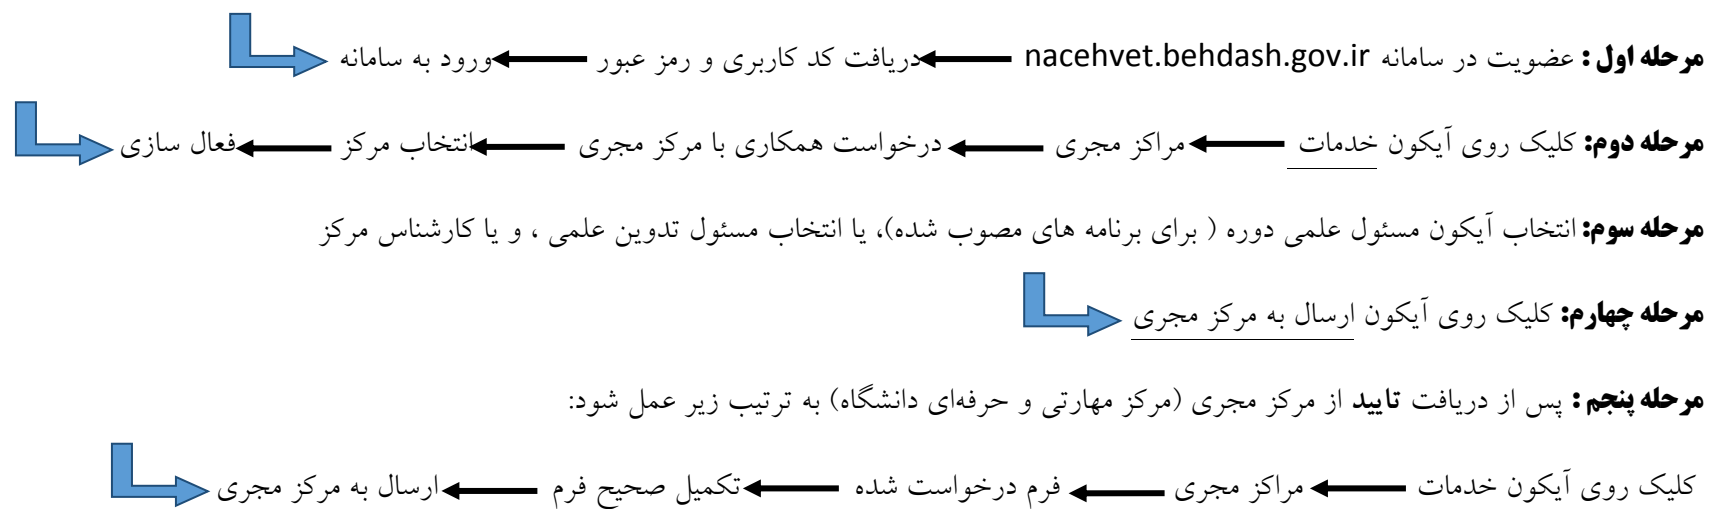 مرحله اول : عضویت در سامانه nacehvet.behdash.gov.ir دریافت کد کاربری و رمز عبور ورود به سامانه
مرحله دوم: کلیک روی آیکون خدمات مراکز مجری درخواست همکاری با مرکز مجری انتخاب مرکز فعال سازی
مرحله سوم: انتخاب آیکون مسئول علمی دوره ( برای برنامه های مصوب شده)، یا انتخاب مسئول تدوین علمی ، و یا کارشناس مرکز
مرحله چهارم: کلیک روی آیکون ارسال به مرکز مجری
مرحله پنجم : پس از دریافت تایید از مرکز مجری (مرکز مهارتی و حرفه‌ای دانشگاه) به ترتیب زیر عمل شود:
کلیک روی آیکون خدمات مراکز مجری فرم درخواست شده تکمیل صحیح فرم ارسال به مرکز مجری